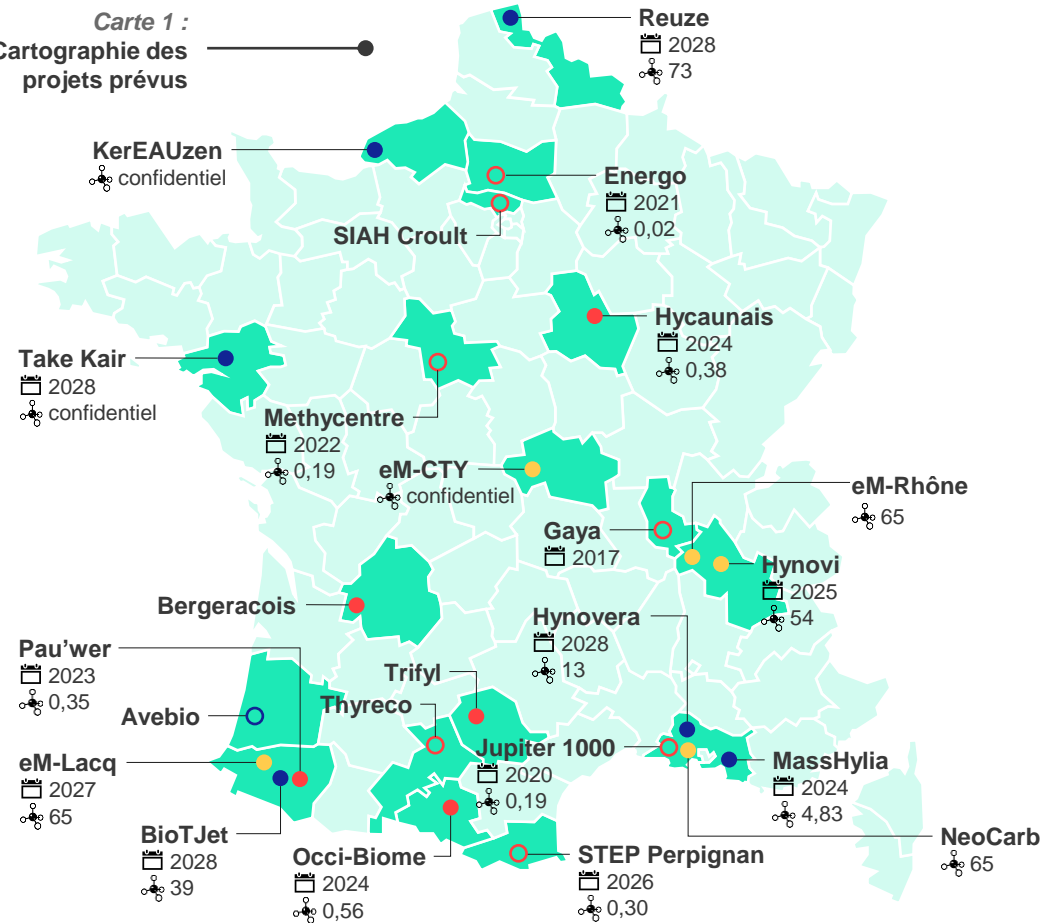 Carte 1 :
Cartographie des
projets prévus
Reuze
2028
73
KerEAUzen
confidentiel
Energo
2021
0,02
SIAH Croult
Hycaunais
2024
0,38
Take Kair
2028
confidentiel
Methycentre
2022
0,19
eM-CTY
confidentiel
eM-Rhône
65
Gaya
2017
Hynovi
2025
54
Bergeracois
Hynovera
2028
13
Pau'wer
2023
0,35
Trifyl
Thyreco
Avebio
Jupiter 1000
2020
0,19
eM-Lacq
2027
65
MassHylia
2024
4,83
BioTJet
2028
39
Occi-Biome
2024
0,56
STEP Perpignan
2026
0,30
NeoCarb
65